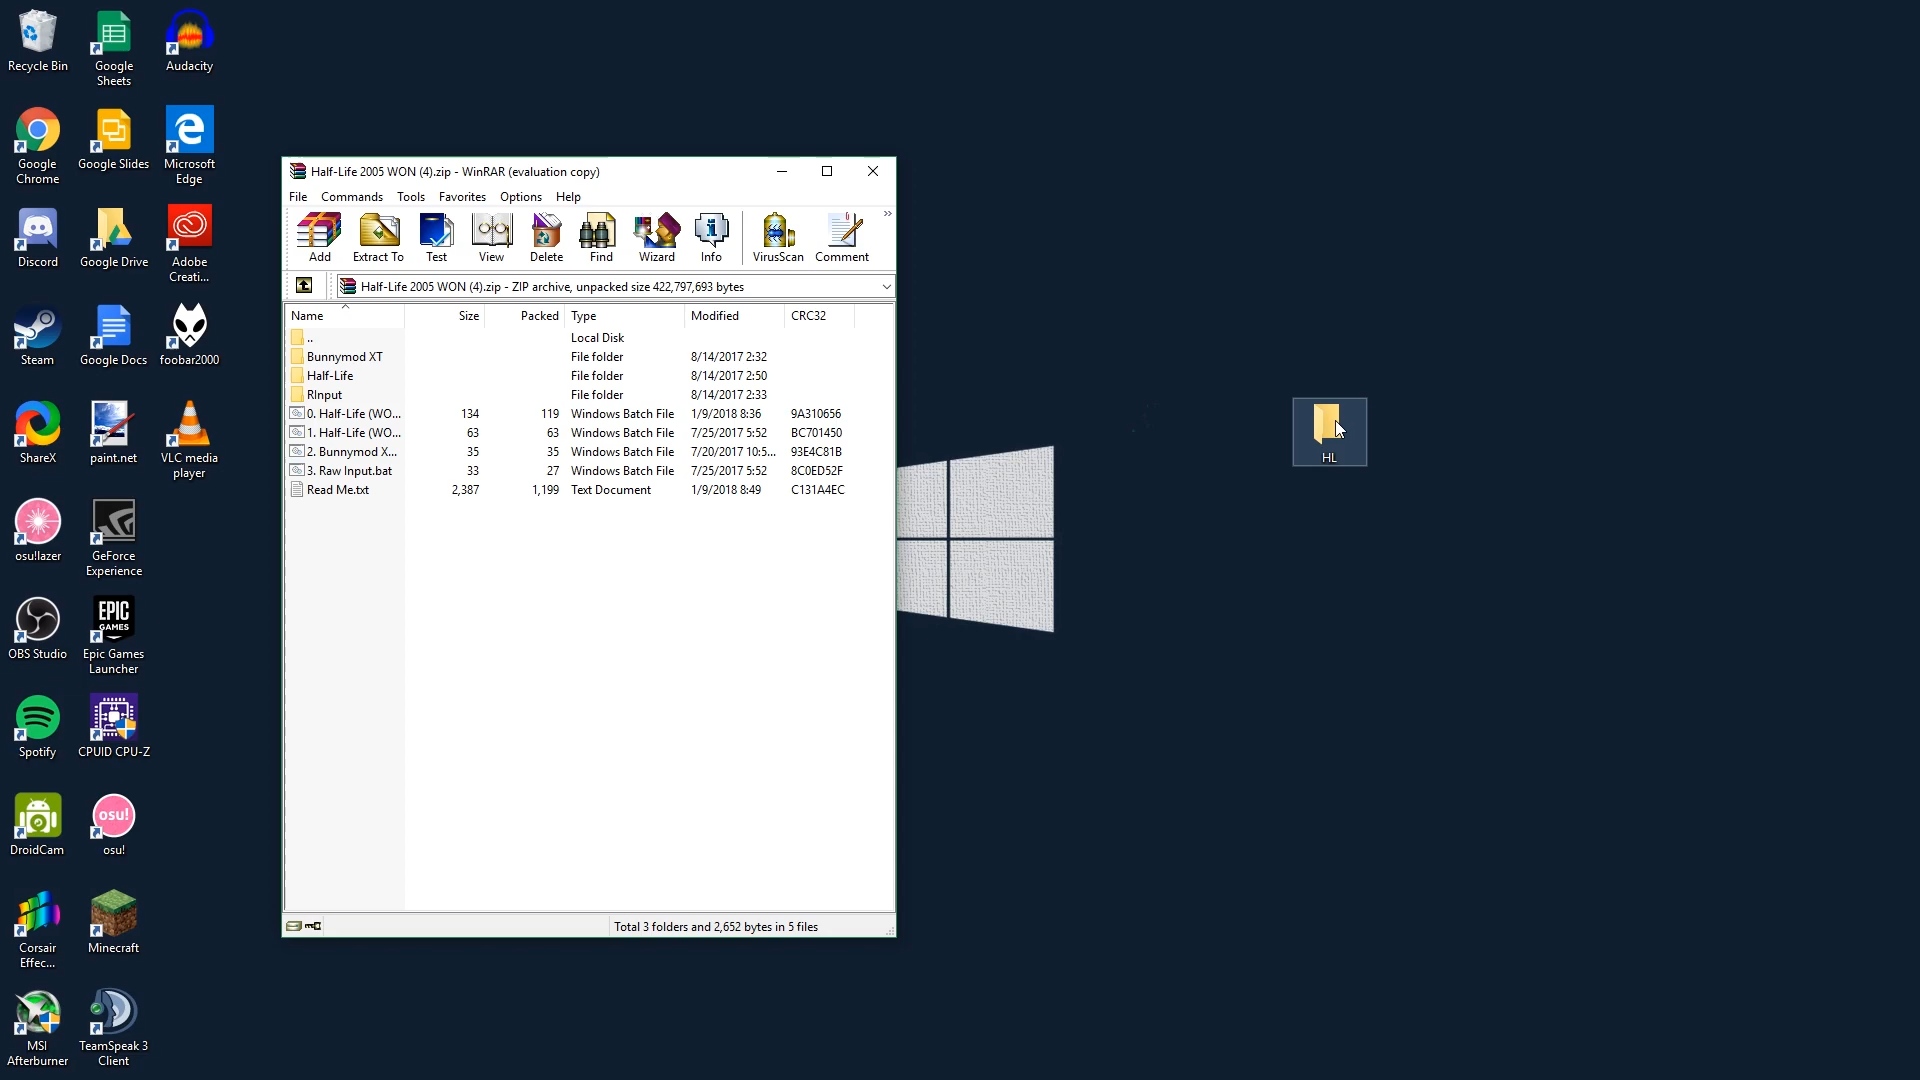 Recycle Bin
Google Sheets
Audacity
Google Chrome
Google Slides
Microsoft Edge
Discord
Google Drive
Adobe Creati...
Steam
Google Docs
foobar2000
ShareX
paint.net
VLC media player
osu!lazer
GeForce Experience
OBS Studio
EPIC GAMES
Epic Games Launcher
Spotify
CPUID CPU-Z
DroidCam
osu!
osu!
Corsair Effec...
Minecraft
MSI Afterburner
TeamSpeak 3 Client
Half-Life 2005 WON (4).zip - WinRAR (evaluation copy)
File Commands Tools Favorites Options Help
Add Extract To Test View Delete Find Wizard Info VirusScan Comment
Half-Life 2005 WON (4).zip - ZIP archive, unpacked size 422,797,693 bytes
Name Size Packed Type Modified CRC32
.. Local Disk
Bunnymod XT File folder 8/14/2017 2:32
Half-Life File folder 8/14/2017 2:50
RInput File folder 8/14/2017 2:33
0. Half-Life (WO... 134 119 Windows Batch File 1/9/2018 8:36 9A310656
1. Half-Life (WO... 63 63 Windows Batch File 7/25/2017 5:52 BC701450
2. Bunnymod X... 35 35 Windows Batch File 7/20/2017 10:5... 93E4C81B
3. Raw Input.bat 33 27 Windows Batch File 7/25/2017 5:52 8C0ED52F
Read Me.txt 2,387 1,199 Text Document 1/9/2018 8:49 C131A4EC
Total 3 folders and 2,652 bytes in 5 files
HL